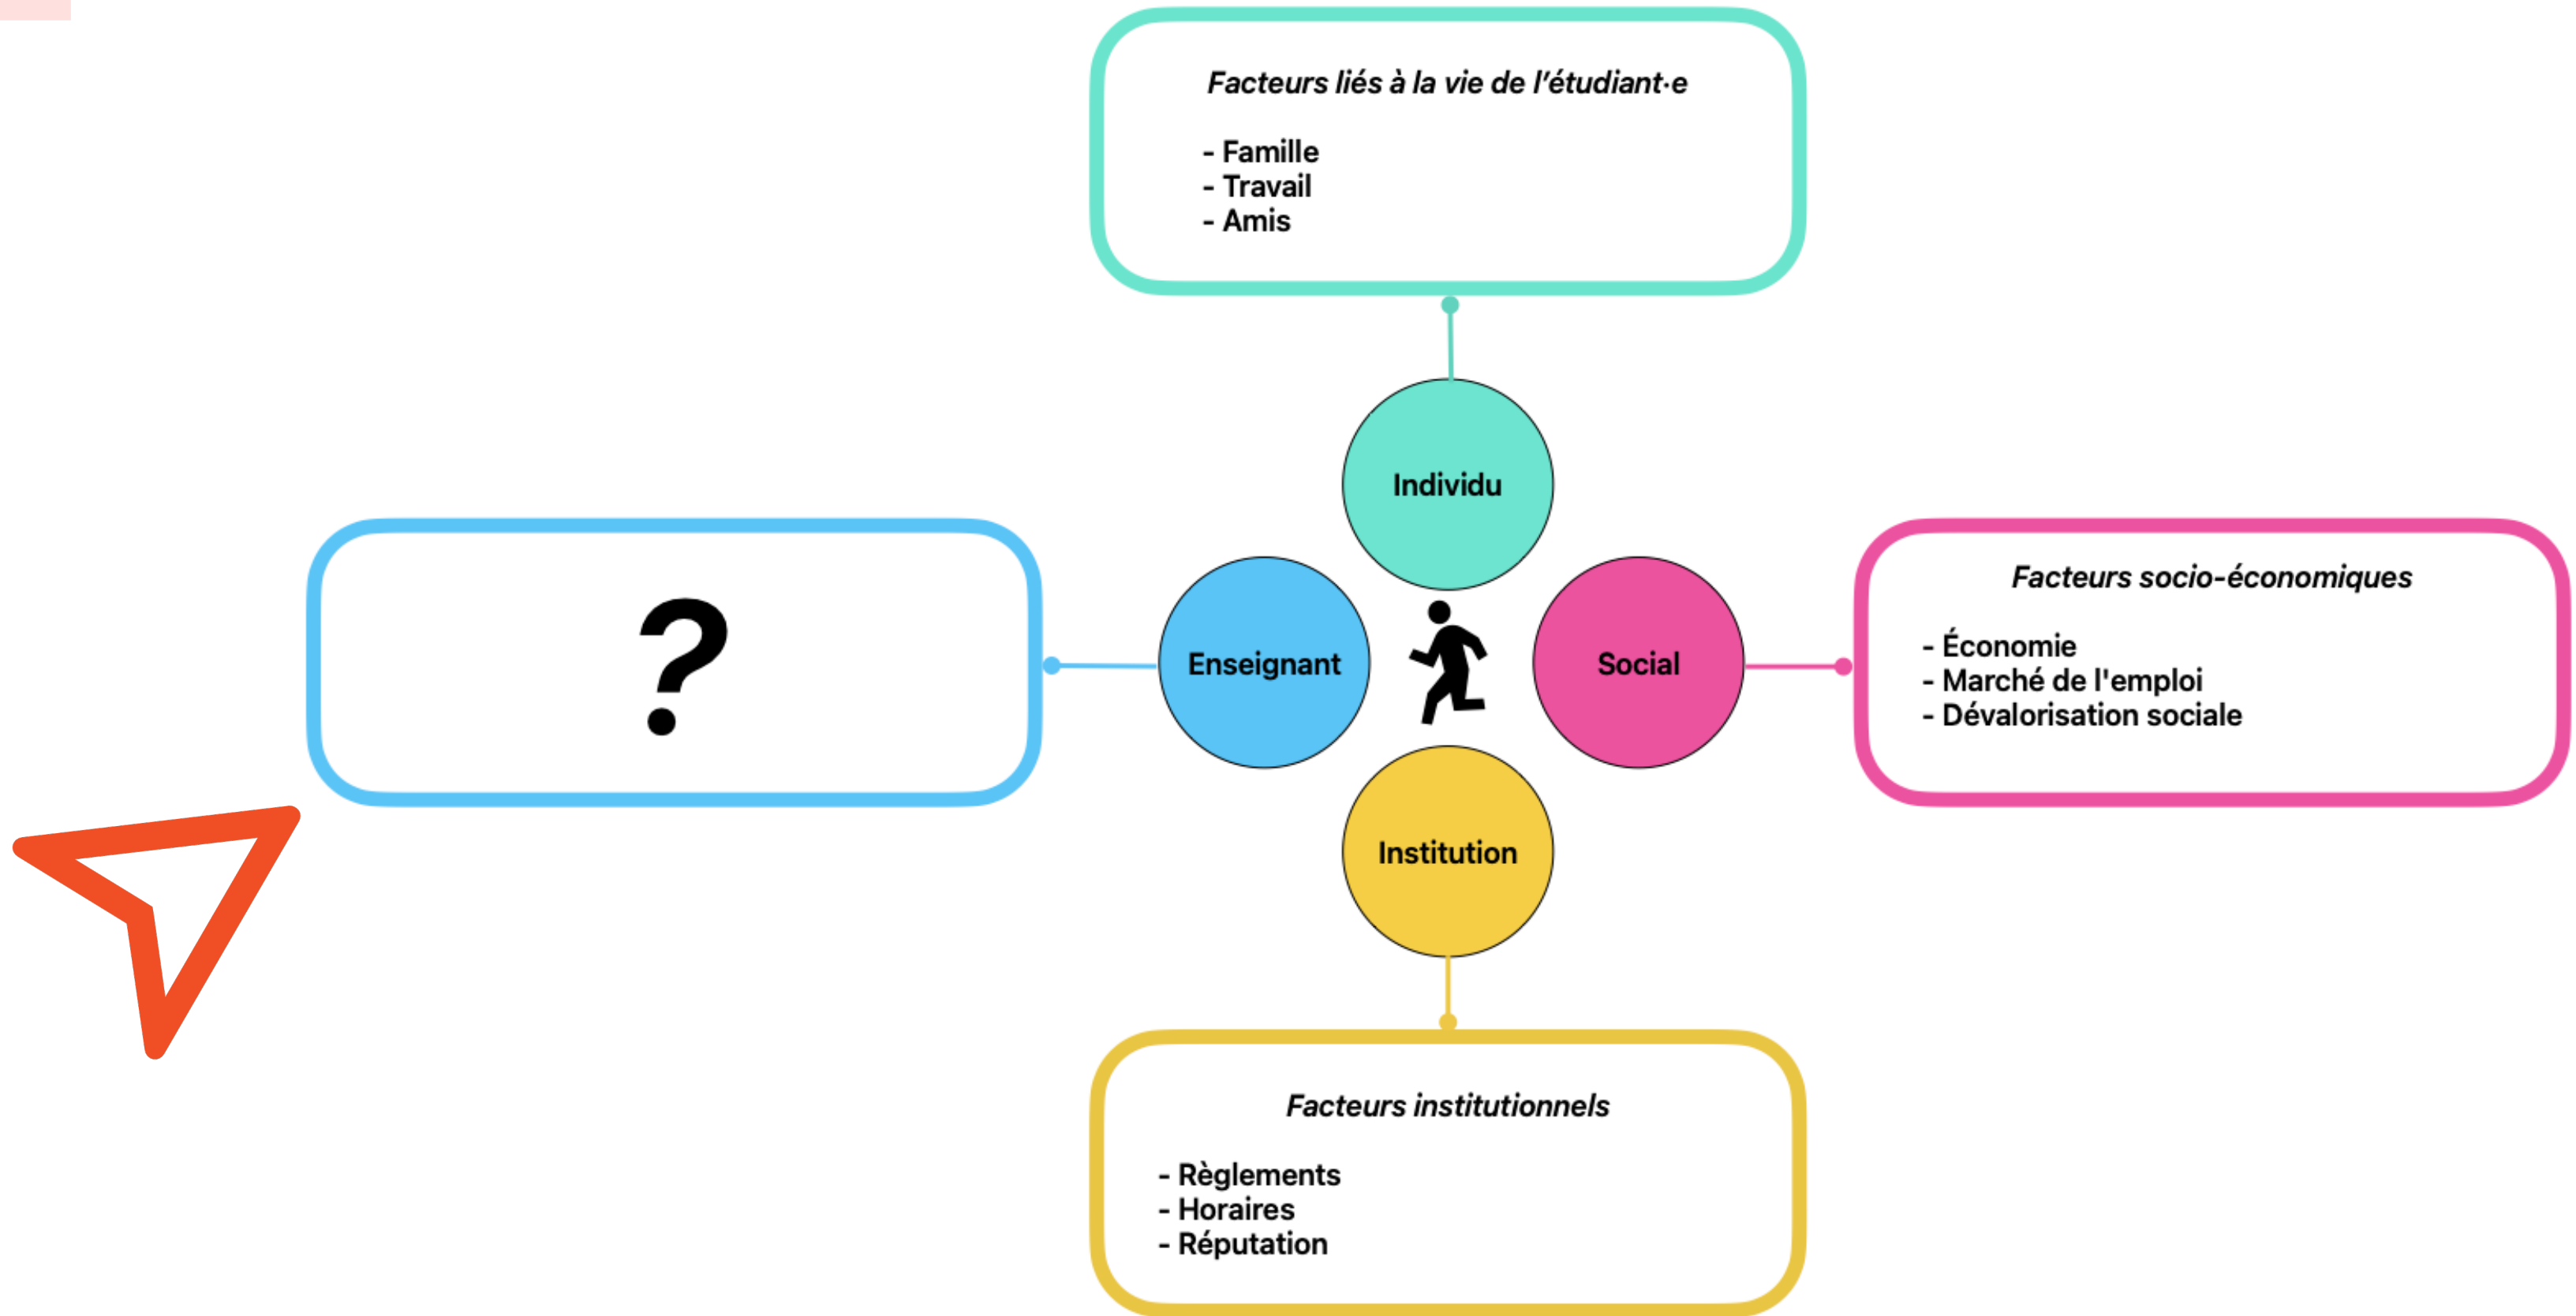 Facteurs liés à la vie de l'étudiant·e
- Famille
- Travail
- Amis
Individu
?
Enseignant
Social
Facteurs socio-économiques
- Économie
- Marché de l'emploi
- Dévalorisation sociale
Institution
Facteurs institutionnels
- Règlements
- Horaires
- Réputation